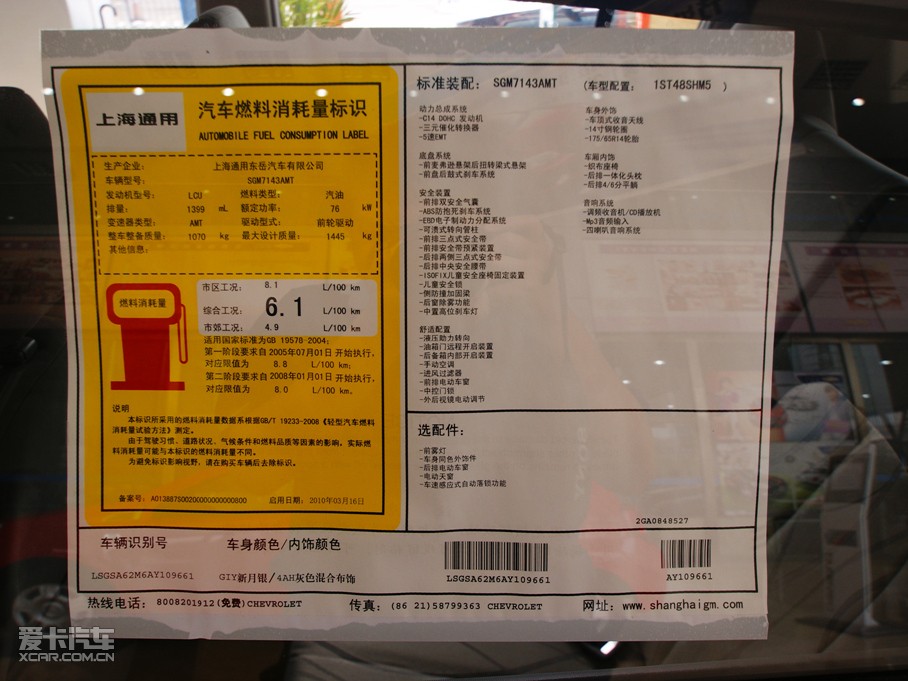 上海通用
汽车燃料消耗量标识
AUTOMOBILE FUEL CONSUMPTION LABEL
生产企业： 上海通用东岳汽车有限公司
车辆型号： SGM7143AMT
发动机型号： LCU 燃料类型： 汽油
排量： 1399 mL 额定功率： 76 kW
变速器类型： AMT 驱动型式： 前轮驱动
整车整备质量： 1070 kg 最大设计质量： 1445 kg
其他信息：
燃料消耗量
市区工况： 8.1 L/100 km
综合工况： 6.1 L/100 km
市郊工况： 4.9 L/100 km
适用国家标准为GB 19578-2004；
第一阶段要求自 2005年07月01日 开始执行，
对应限值为 8.8 L/100 km；
第二阶段要求自 2008年01月01日 开始执行，
对应限值为 8.0 L/100 km。
说明
本标识所采用的燃料消耗量数据系根据GB/T 19233-2008《轻型汽车燃料
消耗量试验方法》测定。
由于驾驶习惯、道路状况、气候条件和燃料品质等因素的影响，实际燃
料消耗量可能与本标识的燃料消耗量不同。
为避免标识影响视野，请在购买车辆后去除标识。
备案号： A013887S00200000000000800 启用日期： 2010年03月16日
标准装配： SGM7143AMT （车型配置： 1ST48SHM5 ）
动力总成系统
-C14 DOHC 发动机
-三元催化转换器
-5速EMT
底盘系统
-前麦弗逊悬架后扭转梁式悬架
-前盘后鼓式刹车系统
安全装置
-前排双安全气囊
-ABS防抱死刹车系统
-EBD电子制动力分配系统
-可溃式转向管柱
-前排三点式安全带
-前排安全带预紧装置
-后排两侧三点式安全带
-后排中央安全腰带
-ISOFIX儿童安全座椅固定装置
-儿童安全锁
-侧防撞加固梁
-后窗除雾功能
-中置高位刹车灯
舒适配置
-液压助力转向
-油箱门远程开启装置
-后备箱内部开启装置
-手动空调
-进风过滤器
-前排电动车窗
-中控门锁
-外后视镜电动调节
车身外饰
-车顶式收音天线
-14寸钢轮圈
-175/65R14轮胎
车厢内饰
-织布座椅
-后排一体化头枕
-后排4/6分平躺
音响系统
-调频收音机/CD播放机
-Mp3音频输入
-四喇叭音响系统
选配件：
-前雾灯
-车身同色外饰件
-后排电动车窗
-电动天窗
-车速感应式自动落锁功能
2GA0848527
车辆识别号 车身颜色/内饰颜色
LSGSA62M6AY109661 GIY新月银/4AH灰色混合布饰 LSGSA62M6AY109661 AY109661
热线电话： 8008201912(免费)CHEVROLET 传真： (86 21)58799363 CHEVROLET 网址： www.shanghaigm.com
爱卡汽车
XCAR.COM.CN